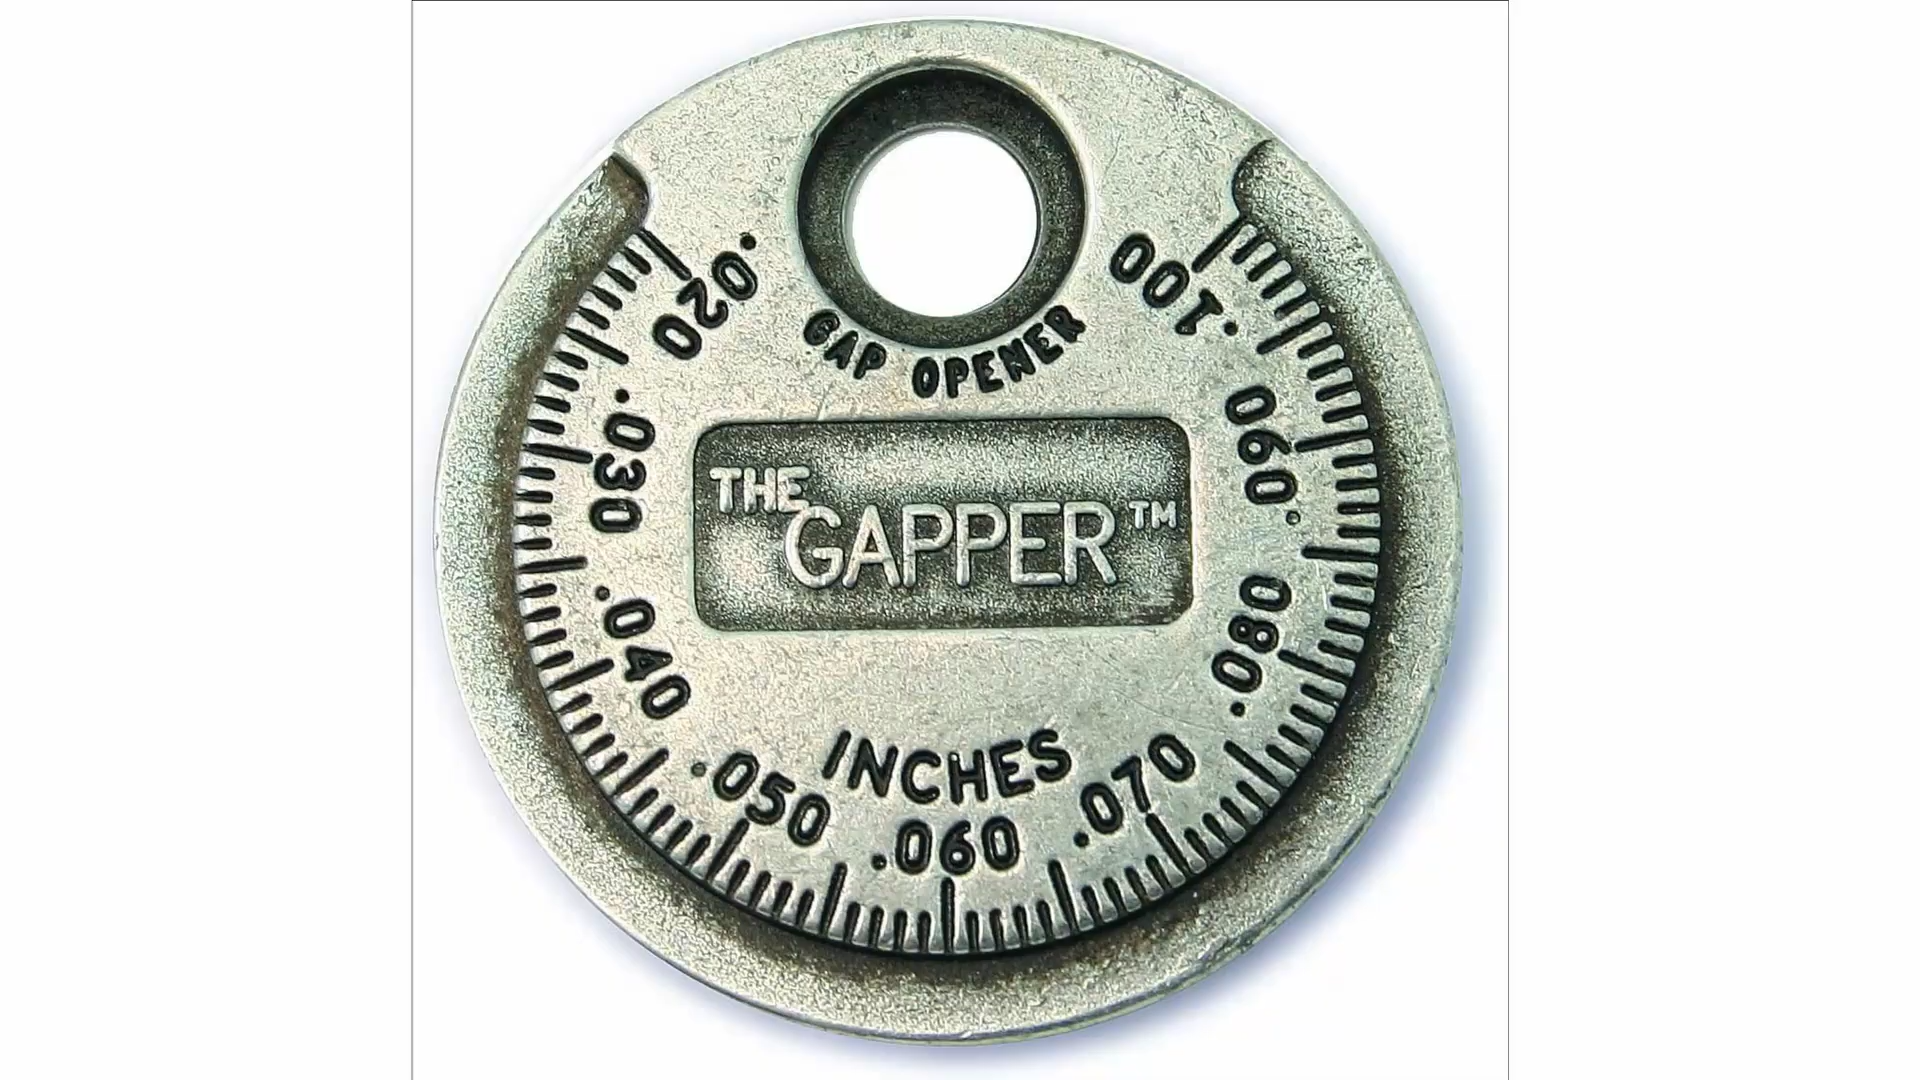 GAP OPENER
.020
.030
.040
.050
.060
.070
.080
.090
.100
THE
GAPPER™
INCHES